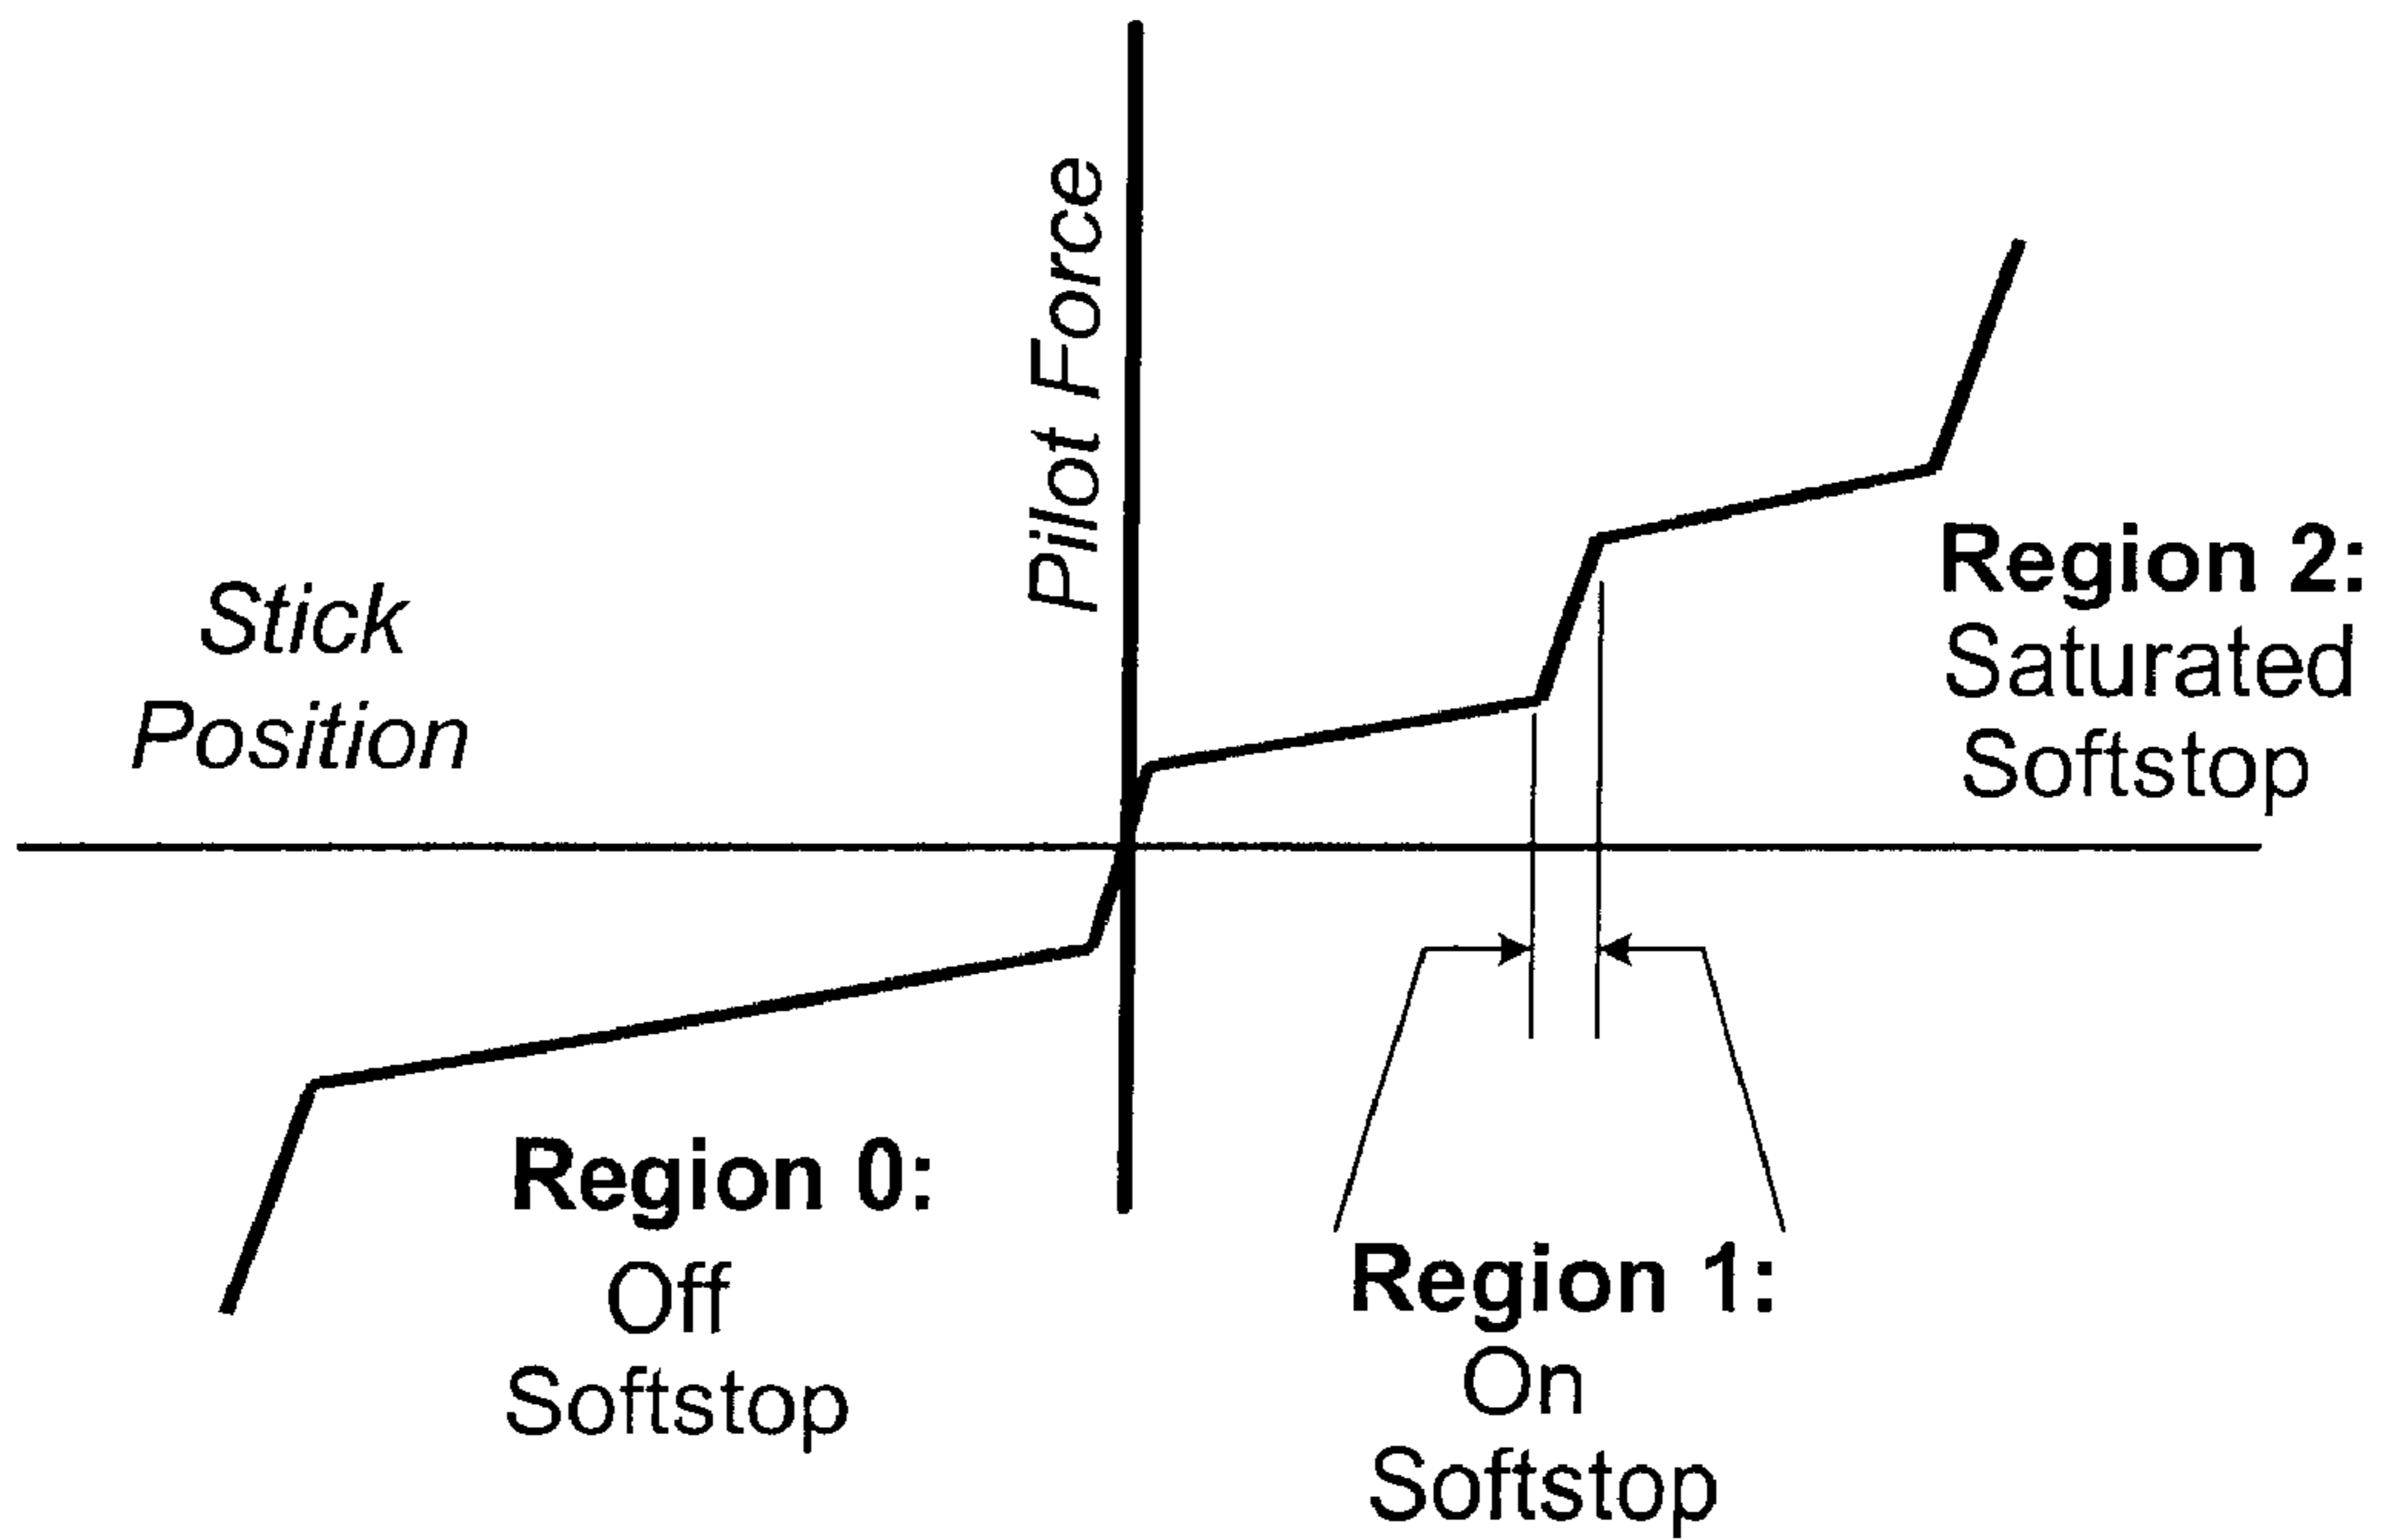 Pilot Force
Stick
Position
Region 2:
Saturated
Softstop
Region 0:
Off
Softstop
Region 1:
On
Softstop